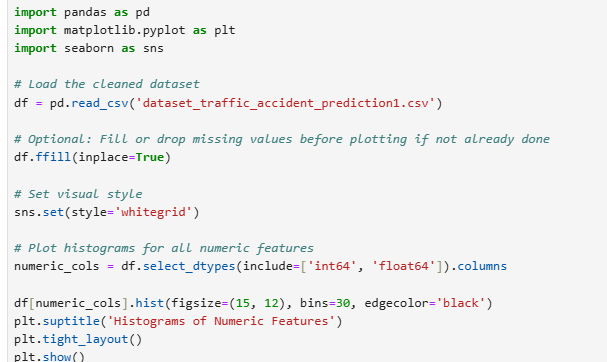 import pandas as pd
import matplotlib.pyplot as plt
import seaborn as sns
# Load the cleaned dataset
df = pd.read_csv('dataset_traffic_accident_prediction1.csv')
# Optional: Fill or drop missing values before plotting if not already done
df.ffill(inplace=True)
# Set visual style
sns.set(style='whitegrid')
# Plot histograms for all numeric features
numeric_cols = df.select_dtypes(include=['int64', 'float64']).columns
df[numeric_cols].hist(figsize=(15, 12), bins=30, edgecolor='black')
plt.suptitle('Histograms of Numeric Features')
plt.tight_layout()
plt.show()